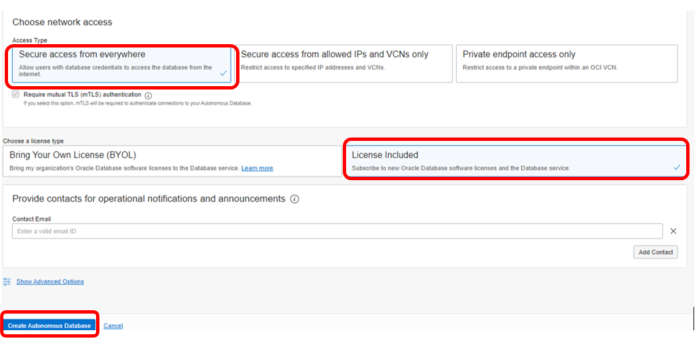 Choose network access
Access Type
Secure access from everywhere
Allow users with database credentials to access the database from the
internet.
Secure access from allowed IPs and VCNs only
Restrict access to specified IP addresses and VCNs.
Private endpoint access only
Restrict access to a private endpoint within an OCI VCN.
Require mutual TLS (mTLS) authentication
If you select this option, mTLS will be required to authenticate connections to your Autonomous Database.
Choose a license type
Bring Your Own License (BYOL)
Bring my organization's Oracle Database software licenses to the Database service. Learn more.
License Included
Subscribe to new Oracle Database software licenses and the Database service.
Provide contacts for operational notifications and announcements
Contact Email
Enter a valid email ID
Add Contact
Show Advanced Options
Create Autonomous Database
Cancel